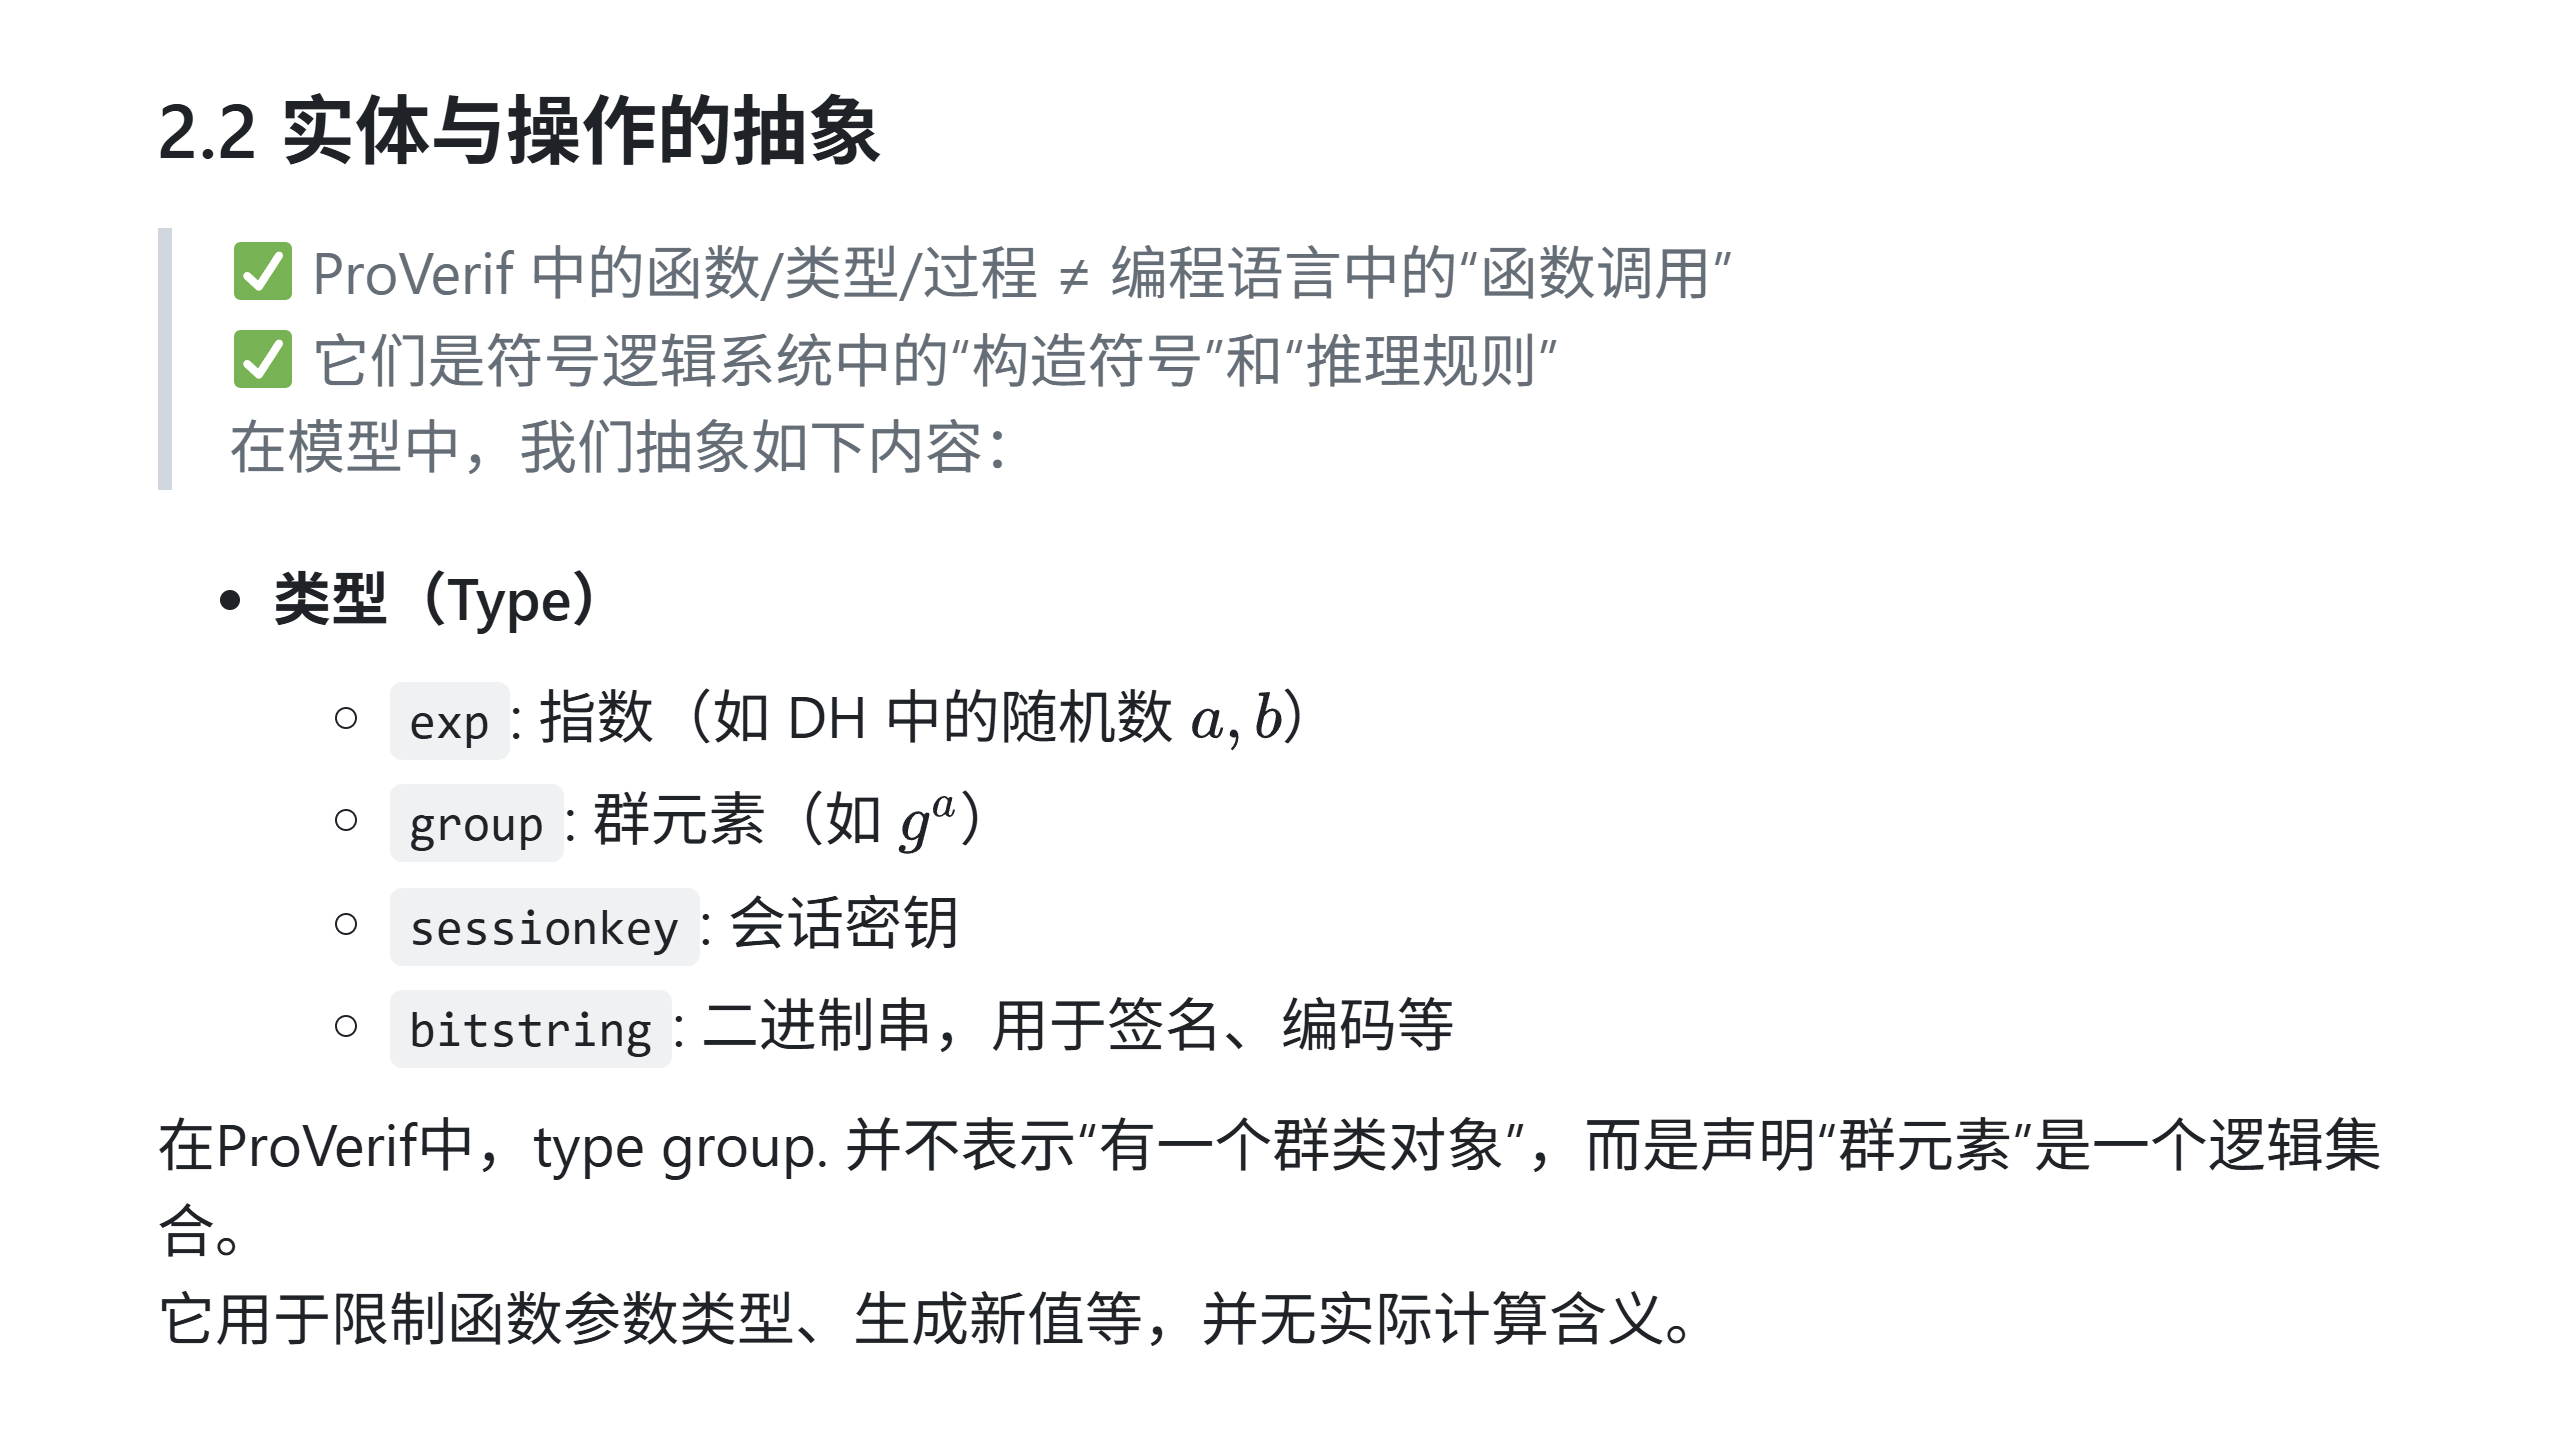 2.2 实体与操作的抽象
✅ ProVerif 中的函数/类型/过程 ≠ 编程语言中的“函数调用”
✅ 它们是符号逻辑系统中的“构造符号”和“推理规则”
在模型中，我们抽象如下内容：
• 类型（Type）
○ exp: 指数（如 DH 中的随机数 a, b）
○ group: 群元素（如 g^a）
○ sessionkey: 会话密钥
○ bitstring: 二进制串，用于签名、编码等
在ProVerif中，type group. 并不表示“有一个群类对象”，而是声明“群元素”是一个逻辑集
合。
它用于限制函数参数类型、生成新值等，并无实际计算含义。